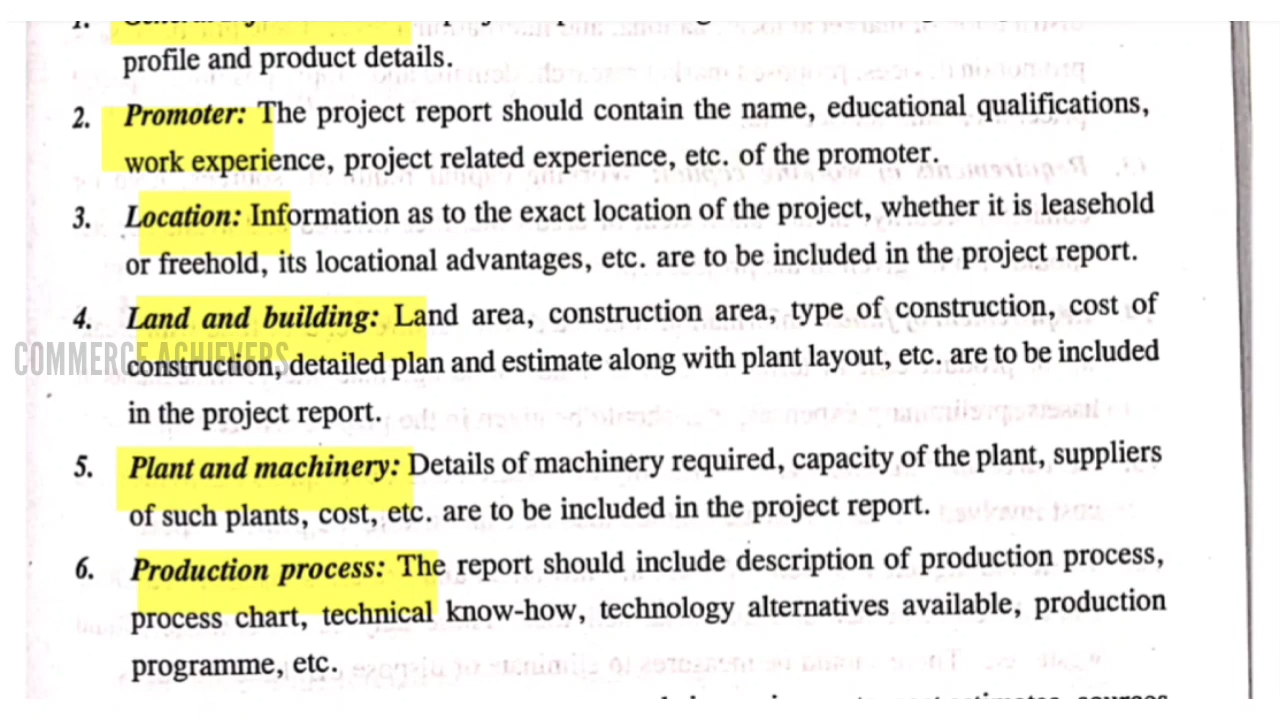 1.
profile and product details.
2. Promoter: The project report should contain the name, educational qualifications,
work experience, project related experience, etc. of the promoter.
3. Location: Information as to the exact location of the project, whether it is leasehold
or freehold, its locational advantages, etc. are to be included in the project report.
4. Land and building: Land area, construction area, type of construction, cost of
COMMERCE ACHIEVERS
construction, detailed plan and estimate along with plant layout, etc. are to be included
in the project report.
5. Plant and machinery: Details of machinery required, capacity of the plant, suppliers
of such plants, cost, etc. are to be included in the project report.
6. Production process: The report should include description of production process,
process chart, technical know-how, technology alternatives available, production
programme, etc.